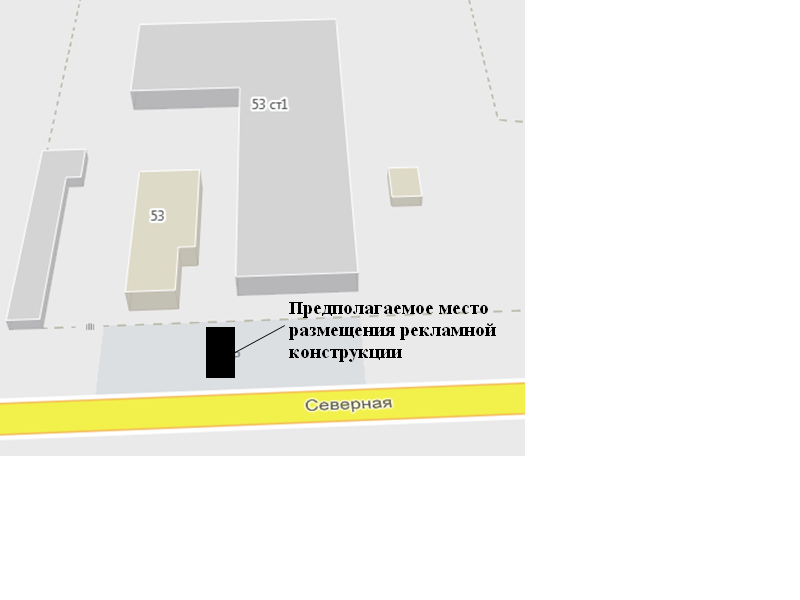 53 ст1
53
Предполагаемое место
размещения рекламной
конструкции
Северная